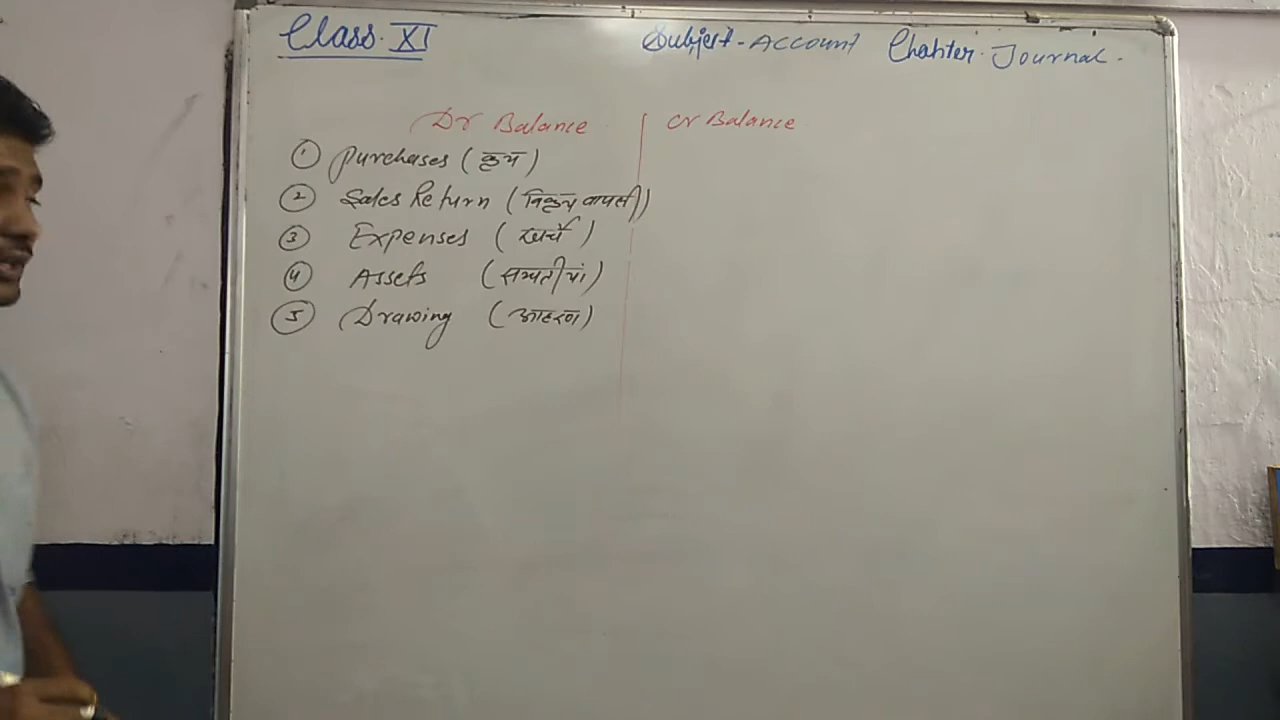 Class XI Subject - Account Chapter - Journal.
Dr Balance Cr Balance
① Purchases (क्रय)
② Sales Return (विक्रय वापसी)
③ Expenses (खर्चे)
④ Assets (सम्पतीयां)
⑤ Drawing (आहरण)